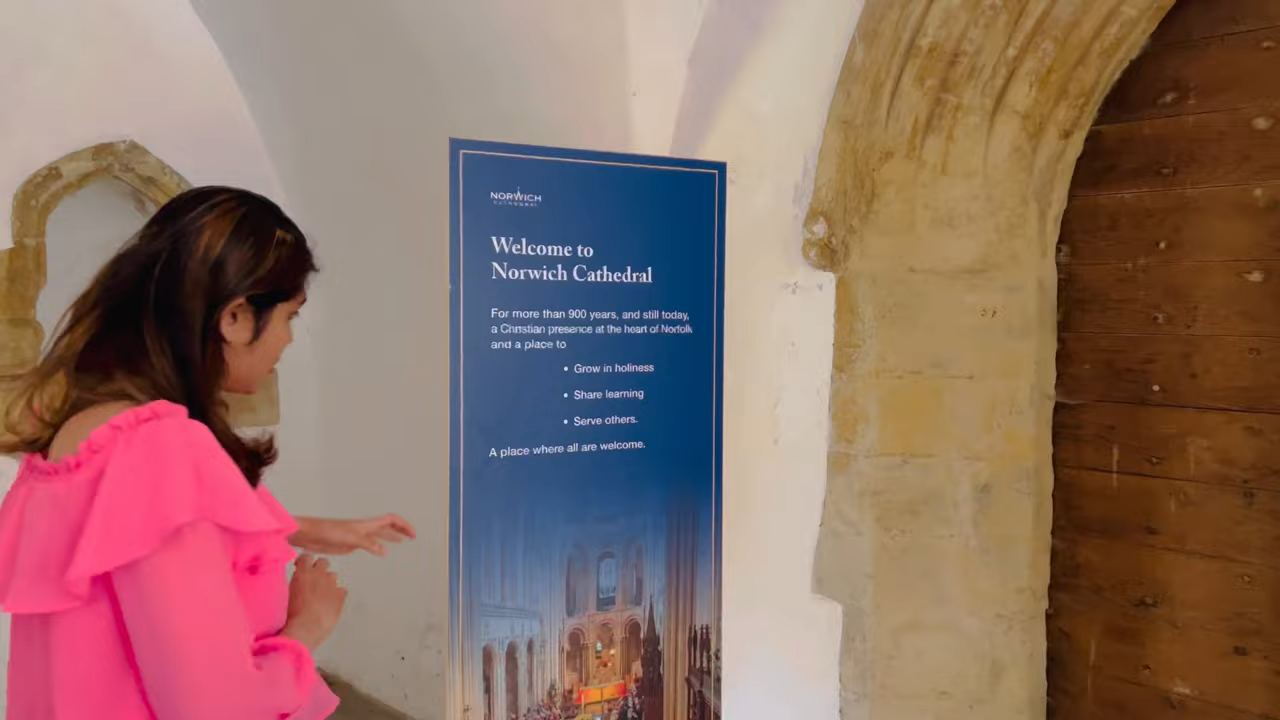 NORWICH
CATHEDRAL
Welcome to
Norwich Cathedral
For more than 900 years, and still today,
a Christian presence at the heart of Norfolk
and a place to
• Grow in holiness
• Share learning
• Serve others.
A place where all are welcome.